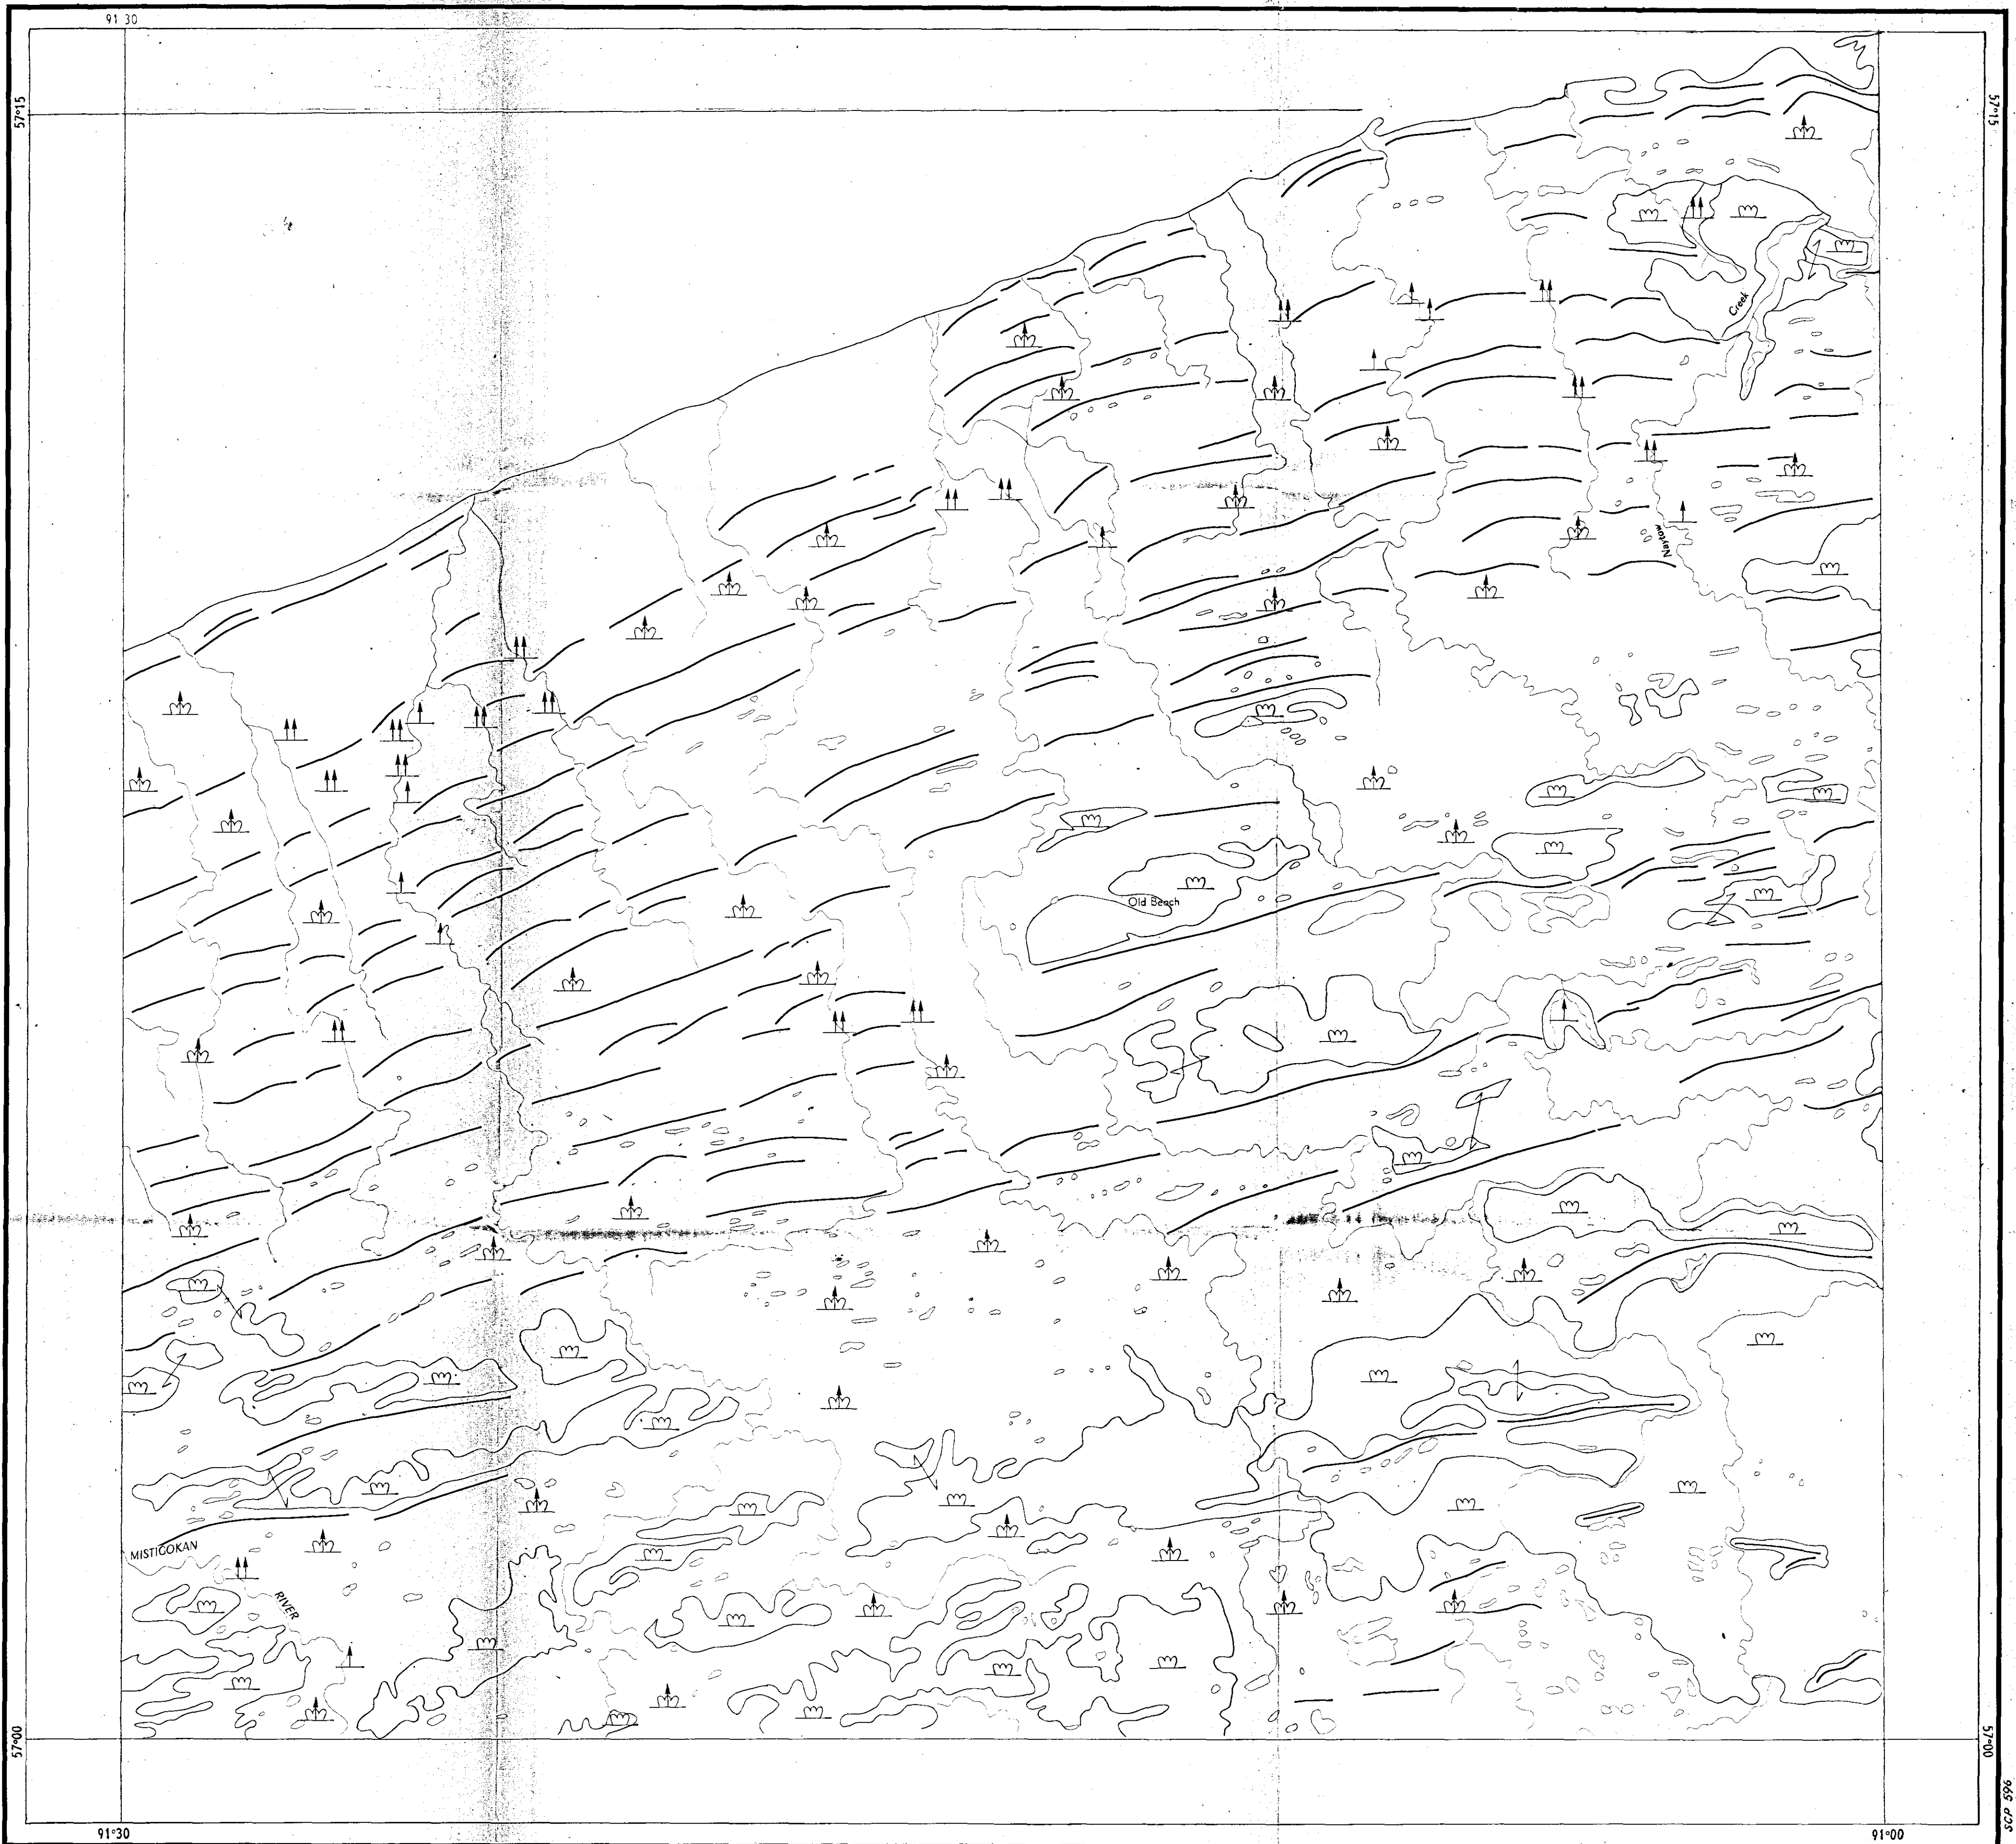 91 30
57°15
57°15
Creek
Narrow
Old Beach
MISTIGOKAN
RIVER
57°00
57°00
91°30
91°00
SCP 596